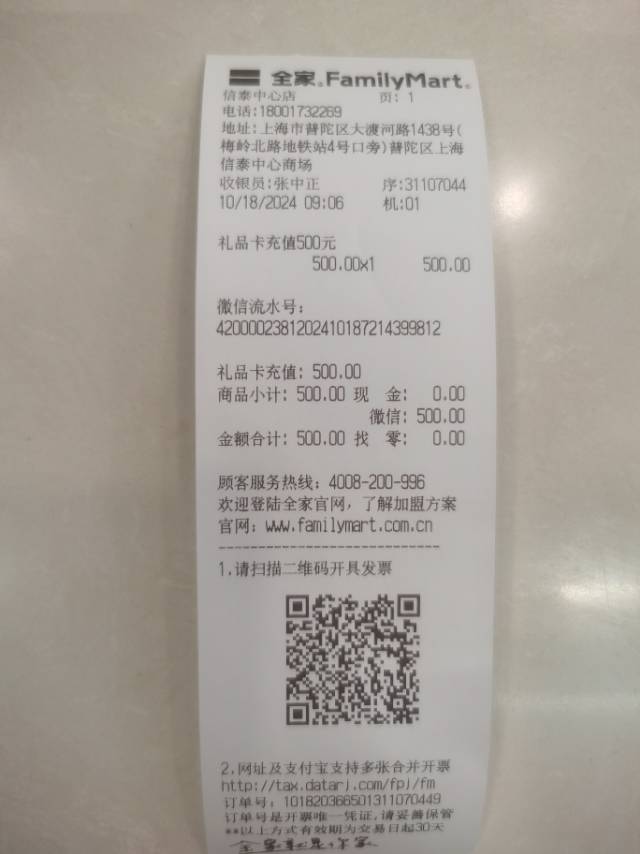 全家 FamilyMart
信泰中心店 页: 1
电话:18001732269
地址:上海市普陀区大渡河路1438号(
梅岭北路地铁站4号口旁)普陀区上海
信泰中心商场
收银员:张中正 序:31107044
10/18/2024 09:06 机:01
礼品卡充值500元
500.00x1 500.00
微信流水号:
4200002381202410187214399812
礼品卡充值: 500.00
商品小计: 500.00 现 金: 0.00
微信: 500.00
金额合计: 500.00 找 零: 0.00
顾客服务热线: 4008-200-996
欢迎登陆全家官网,了解加盟方案
官网: www.familymart.com.cn
--------------------------
1.请扫描二维码开具发票
2.网址及支付宝支持多张合并开票
http://tax.datarj.com/fpj/fm
订单号: 101820366501311070449
订单号是开票唯一凭证,请妥善保管
**以上方式有效期为交易日起30天